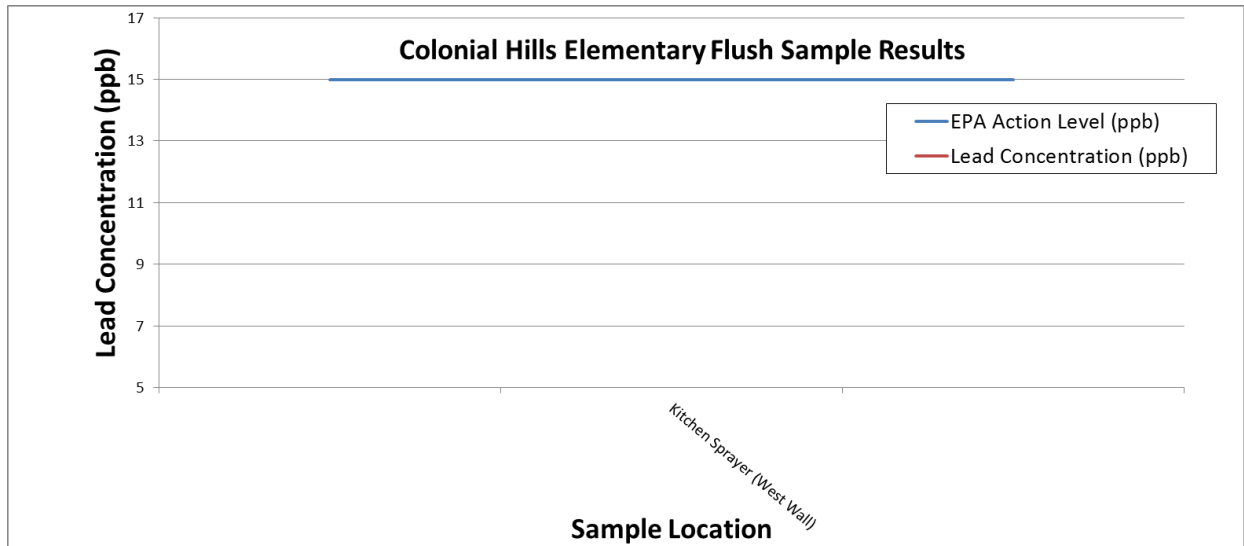 Colonial Hills Elementary Flush Sample Results
Lead Concentration (ppb)
17
15
13
11
9
7
5
EPA Action Level (ppb)
Lead Concentration (ppb)
Kitchen Sprayer (West Wall)
Sample Location